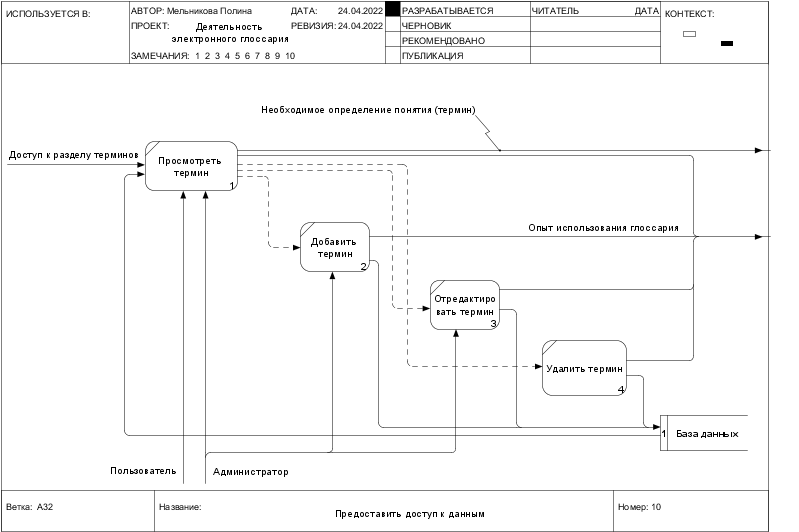 ИСПОЛЬЗУЕТСЯ В:
АВТОР: Мельникова Полина
ДАТА: 24.04.2022
РАЗРАБАТЫВАЕТСЯ
ЧИТАТЕЛЬ
ДАТА
КОНТЕКСТ:
ПРОЕКТ: Деятельность
электронного глоссария
РЕВИЗИЯ: 24.04.2022
ЧЕРНОВИК
РЕКОМЕНДОВАНО
ЗАМЕЧАНИЯ: 1 2 3 4 5 6 7 8 9 10
ПУБЛИКАЦИЯ
Необходимое определение понятия (термин)
Доступ к разделу терминов
Просмотреть
термин
1
Опыт использования глоссария
Добавить
термин
2
Отредактиро
вать термин
3
Удалить термин
4
1 База данных
Пользователь
Администратор
Ветка: A32
Название:
Предоставить доступ к данным
Номер: 10